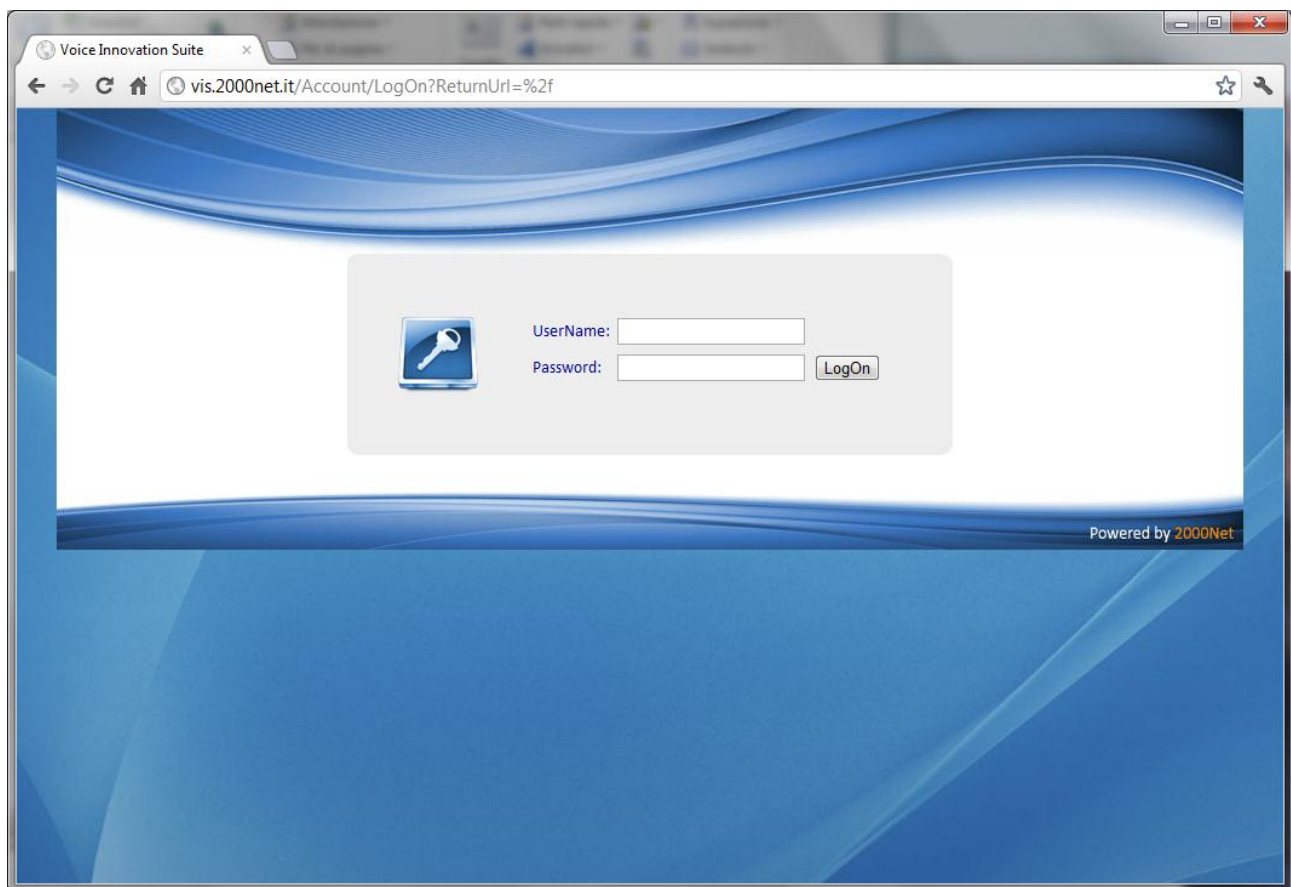 Voice Innovation Suite
vis.2000net.it/Account/LogOn?ReturnUrl=%2f
UserName:
Password:
LogOn
Powered by 2000Net